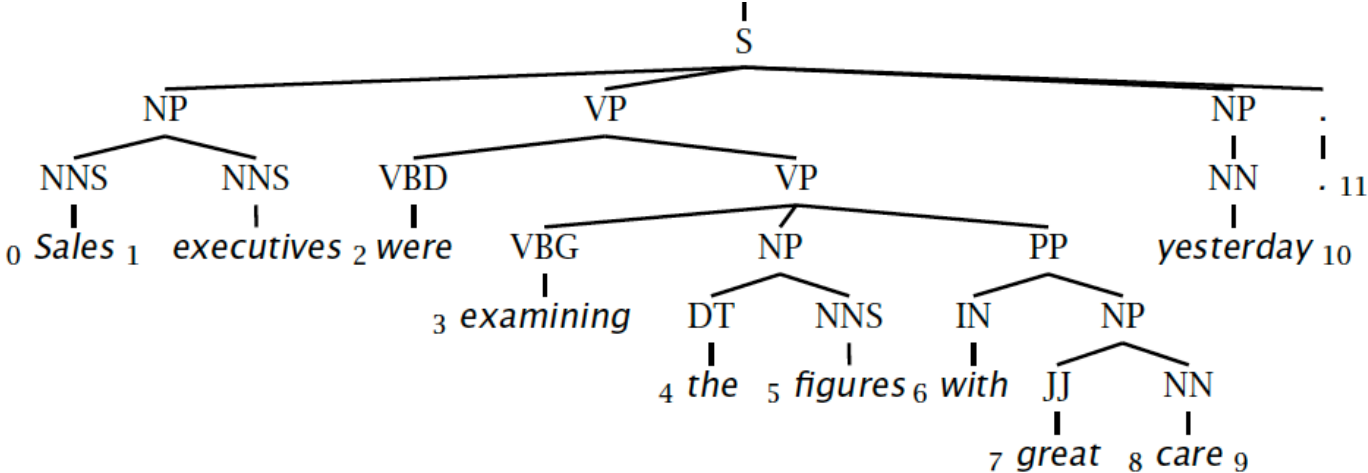 S
NP VP NP .
NNS NNS VBD VP NN . 11
0 Sales 1 executives 2 were VBG NP PP yesterday 10
3 examining DT NNS IN NP
4 the 5 figures 6 with JJ NN
7 great 8 care 9